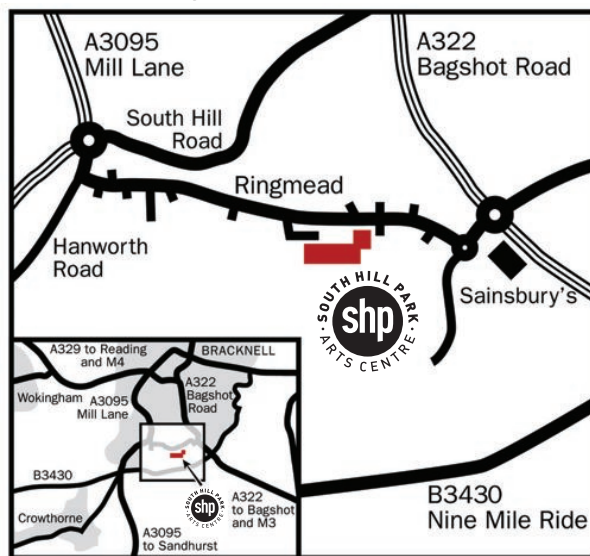 A3095
Mill Lane
A322
Bagshot Road
South Hill
Road
Ringmead
Hanworth
Road
Sainsbury's
SOUTH HILL PARK
shp
ARTS CENTRE
B3430
Nine Mile Ride
A329 to Reading
and M4
BRACKNELL
Wokingham
A3095
Mill Lane
A322
Bagshot
Road
B3430
Crowthorne
SOUTH HILL PARK
shp
ARTS CENTRE
A322
to Bagshot
and M3
A3095
to Sandhurst